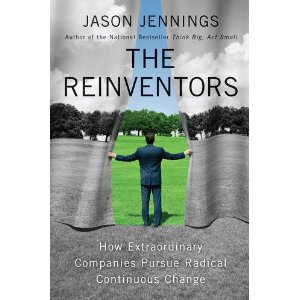 JASON JENNINGS
Author of the National Bestseller Think Big, Act Small
THE
REINVENTORS
How Extraordinary
Companies Pursue Radical
Continuous Change